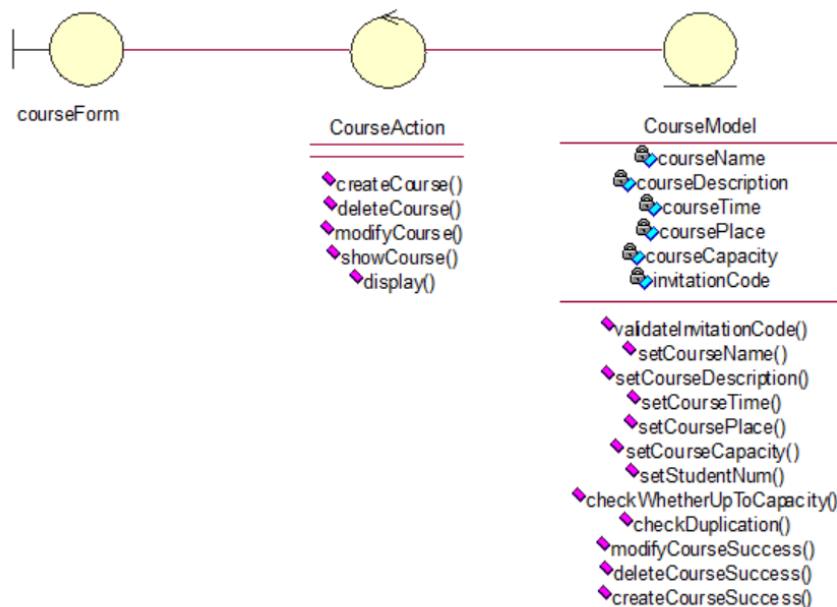 courseForm
CourseAction
createCourse()
deleteCourse()
modifyCourse()
showCourse()
display()
CourseModel
courseName
courseDescription
courseTime
coursePlace
courseCapacity
invitationCode
validateInvitationCode()
setCourseName()
setCourseDescription()
setCourseTime()
setCoursePlace()
setCourseCapacity()
setStudentNum()
checkWhetherUpToCapacity()
checkDuplication()
modifyCourseSuccess()
deleteCourseSuccess()
createCourseSuccess()